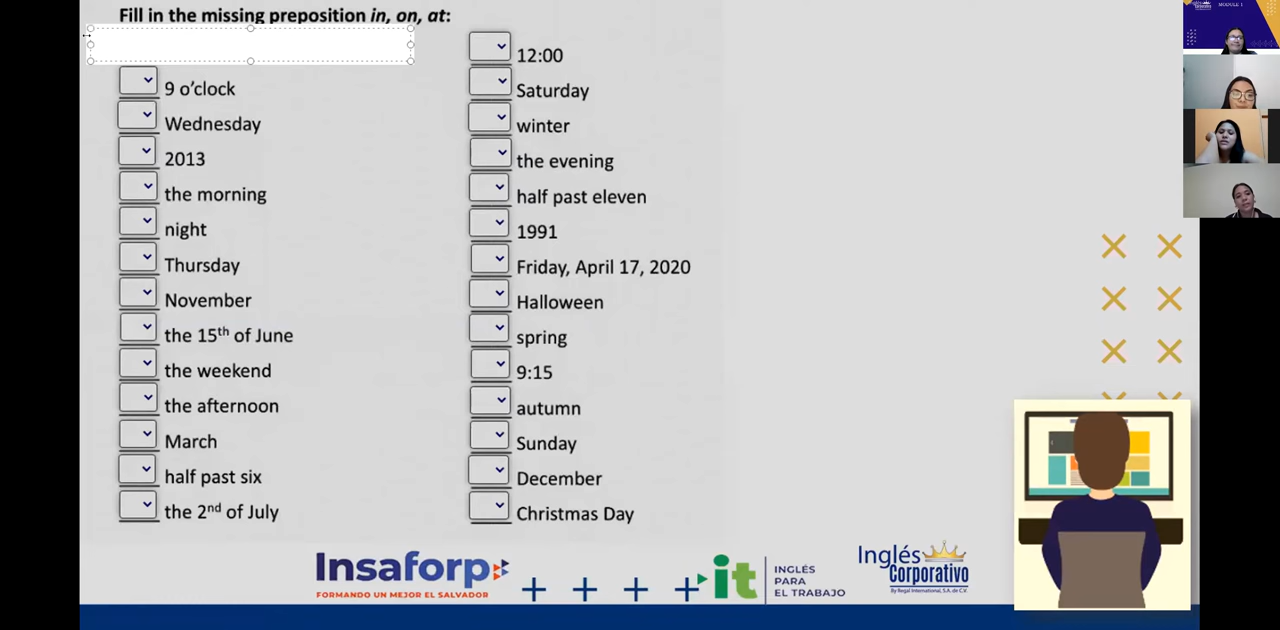 Fill in the missing preposition in, on, at:
9 o'clock
Wednesday
2013
the morning
night
Thursday
November
the 15th of June
the weekend
the afternoon
March
half past six
the 2nd of July
12:00
Saturday
winter
the evening
half past eleven
1991
Friday, April 17, 2020
Halloween
spring
9:15
autumn
Sunday
December
Christmas Day
Insaforp
FORMANDO UN MEJOR EL SALVADOR
it
INGLÉS
PARA
EL TRABAJO
Inglés
Corporativo
By Regal International, S.A. de C.V.
MODULE 1